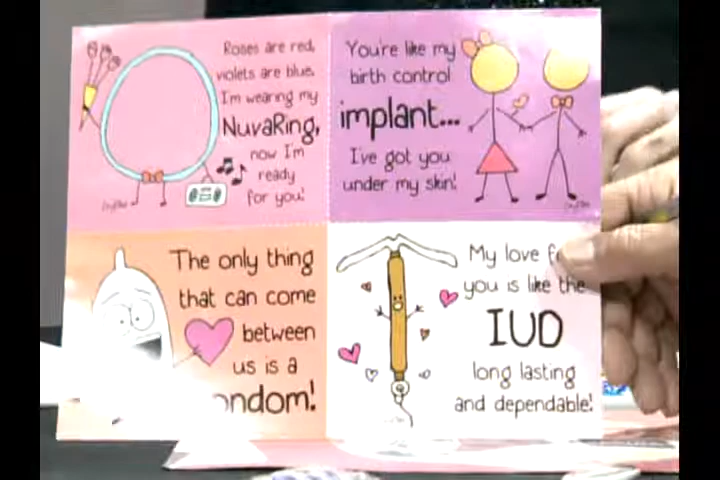 Roses are red,
violets are blue.
I'm wearing my
NuvaRing,
now I'm
ready
for you!
You're like my
birth control
implant...
I've got you
under my skin!
The only thing
that can come
between
us is a
ondom!
My love
you is like the
IUD
long lasting
and dependable!